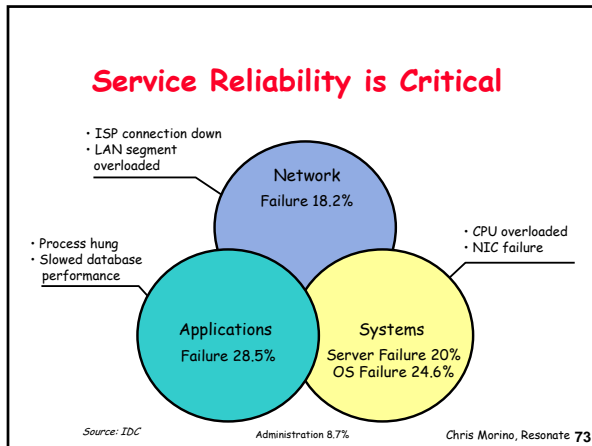 Service Reliability is Critical
• ISP connection down
• LAN segment
overloaded
Network
Failure 18.2%
• CPU overloaded
• NIC failure
• Process hung
• Slowed database
performance
Applications
Failure 28.5%
Systems
Server Failure 20%
OS Failure 24.6%
Source: IDC
Administration 8.7%
Chris Morino, Resonate 73